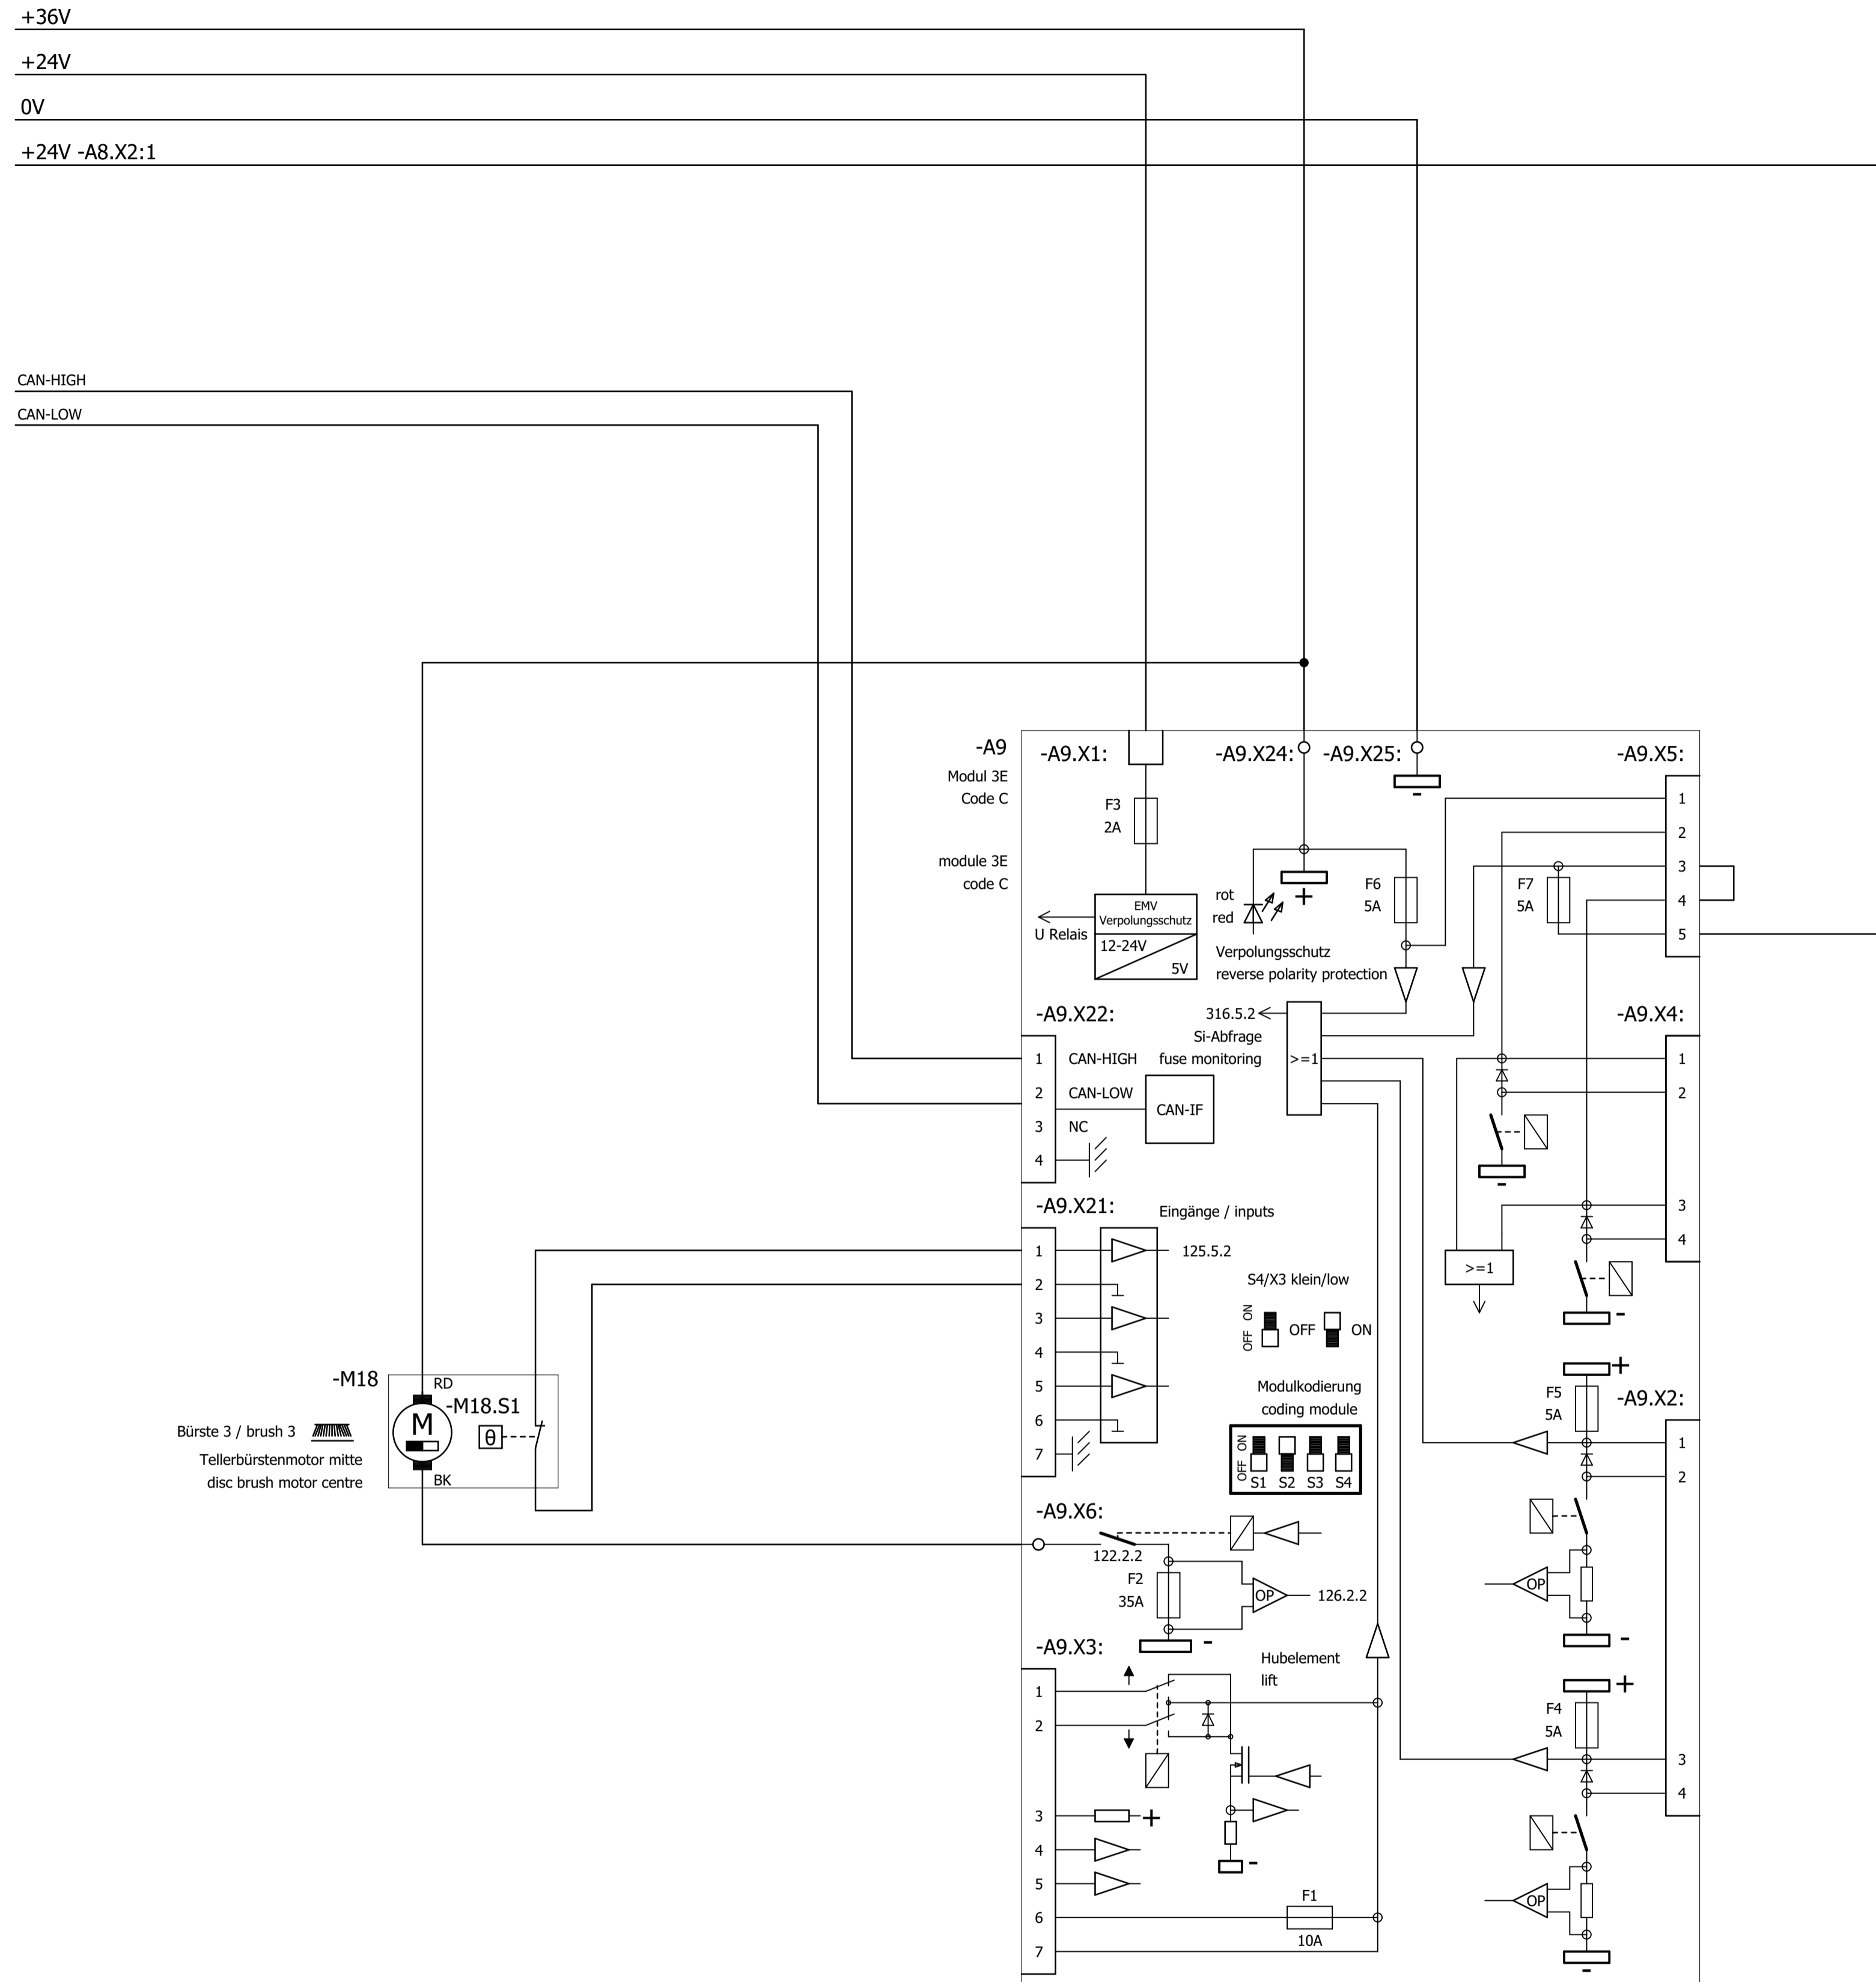 +36V
+24V
0V
+24V -A8.X2:1
CAN-HIGH
CAN-LOW
-A9
Modul 3E
Code C
module 3E
code C
-A9.X1:
F3
2A
EMV
Verpolungsschutz
12-24V
5V
U Relais
-A9.X24:
+
rot
red
Verpolungsschutz
reverse polarity protection
-A9.X25:
-
F6
5A
-A9.X5:
1
2
3
4
5
F7
5A
-A9.X22:
1 CAN-HIGH
2 CAN-LOW
3 NC
4
CAN-IF
316.5.2
Si-Abfrage
fuse monitoring
>=1
-A9.X4:
1
2
3
4
-
>=1
-
-A9.X21:
Eingänge / inputs
1
2
3
4
5
6
7
125.5.2
S4/X3 klein/low
OFF ON
OFF
ON
Modulkodierung
coding module
OFF ON
S1 S2 S3 S4
-M18
RD
-M18.S1
M
θ
BK
Bürste 3 / brush 3
Tellerbürstenmotor mitte
disc brush motor centre
-A9.X6:
122.2.2
F2
35A
OP
126.2.2
-
+
F5
5A
-A9.X2:
1
2
3
4
OP
-
+
F4
5A
OP
-
-A9.X3:
Hubelement
lift
1
2
3
4
5
6
7
+
-
F1
10A